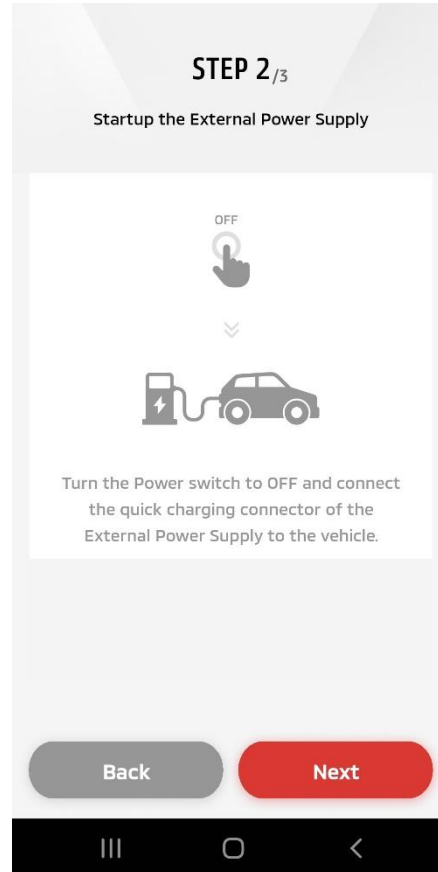 STEP 2/3
Startup the External Power Supply
OFF
Turn the Power switch to OFF and connect
the quick charging connector of the
External Power Supply to the vehicle.
Back Next